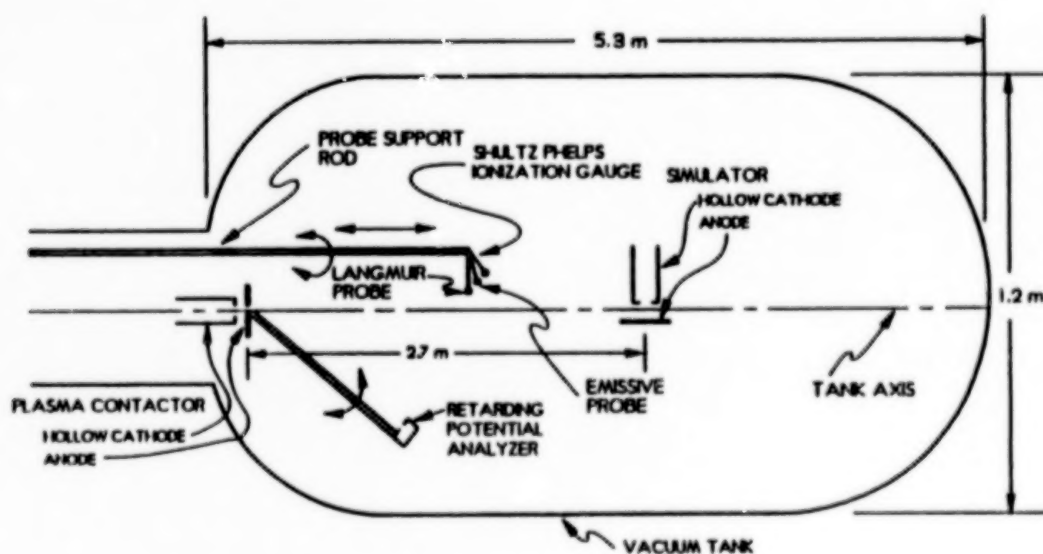 5.3 m
PROBE SUPPORT
ROD
SHULTZ PHELPS
IONIZATION GAUGE
SIMULATOR
HOLLOW CATHODE
ANODE
LANGMUIR
PROBE
1.2 m
2.7 m
EMISSIVE
PROBE
TANK AXIS
PLASMA CONTACTOR
HOLLOW CATHODE
ANODE
RETARDING
POTENTIAL
ANALYZER
VACUUM TANK